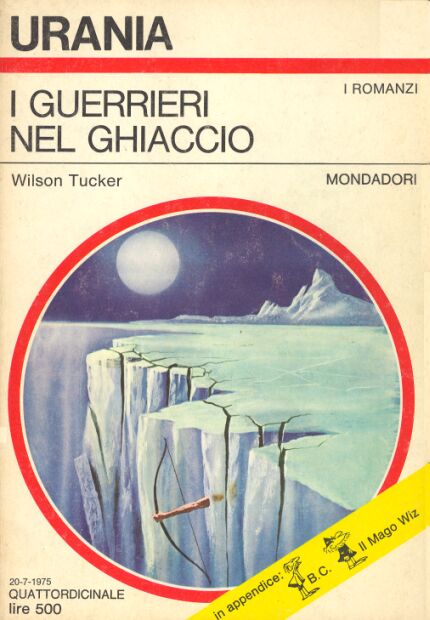 URANIA
I ROMANZI
I GUERRIERI
NEL GHIACCIO
Wilson Tucker
MONDADORI
20-7-1975
QUATTORDICINALE
lire 500
in appendice: B.C. Il Mago Wiz